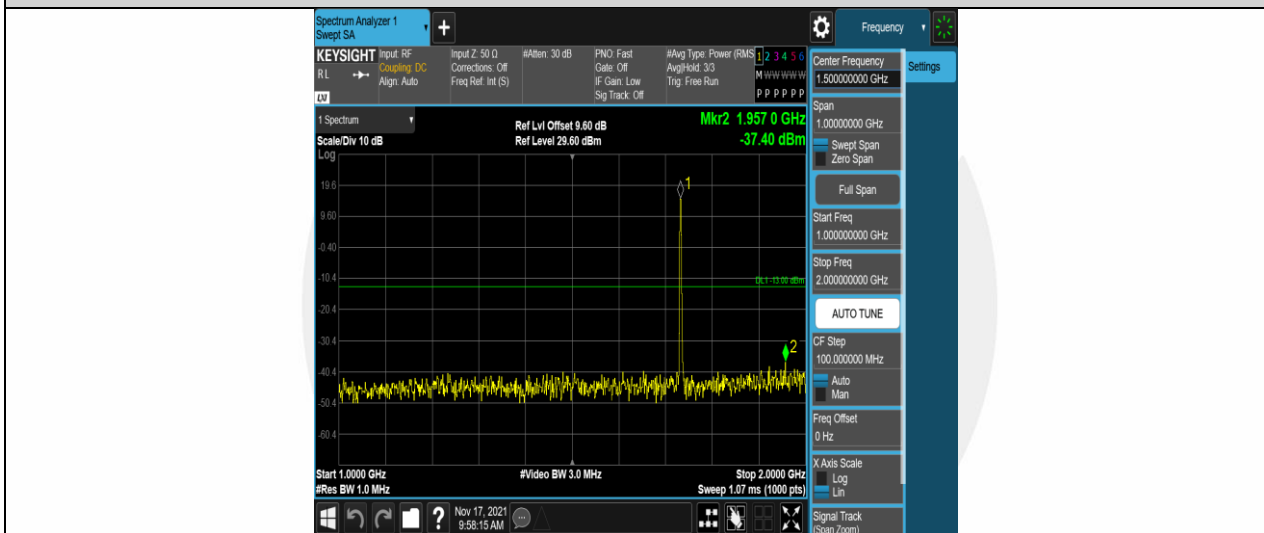 Spectrum Analyzer 1
Swept SA
+
Frequency
KEYSIGHT
RL
LXI
Input: RF
Coupling: DC
Align: Auto
Input Z: 50 Ω
Corrections: Off
Freq Ref: Int (S)
#Atten: 30 dB
PNO: Fast
Gate: Off
IF Gain: Low
Sig Track: Off
#Avg Type: Power (RMS
Avg|Hold: 3/3
Trig: Free Run
1 2 3 4 5 6
M W W W W W
P P P P P P
1 Spectrum
Scale/Div 10 dB
Log
Ref Lvl Offset 9.60 dB
Ref Level 29.60 dBm
Mkr2 1.957 0 GHz
-37.40 dBm
19.6
9.60
-0.40
-10.4
-20.4
-30.4
-40.4
-50.4
-60.4
1
DL1 -13.00 dBm
2
Start 1.0000 GHz
#Res BW 1.0 MHz
#Video BW 3.0 MHz
Stop 2.0000 GHz
Sweep 1.07 ms (1000 pts)
?
Nov 17, 2021
9:58:15 AM
Center Frequency
1.500000000 GHz
Settings
Span
1.00000000 GHz
Swept Span
Zero Span
Full Span
Start Freq
1.000000000 GHz
Stop Freq
2.000000000 GHz
AUTO TUNE
CF Step
100.000000 MHz
Auto
Man
Freq Offset
0 Hz
X Axis Scale
Log
Lin
Signal Track
(Span Zoom)